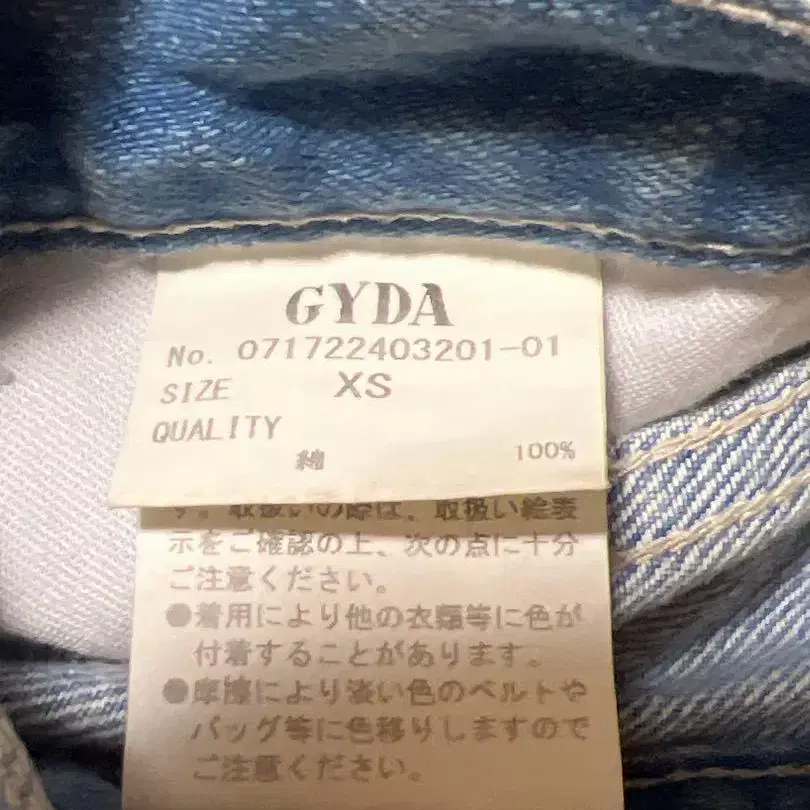 GYDA
No. 071722403201-01
SIZE XS
QUALITY
綿 100%
す。取扱いの際は、取扱い絵表
示をご確認の上、次の点に十分
ご注意ください。
●着用により他の衣類等に色が
付着することがあります。
●摩擦により淡い色のベルトや
バッグ等に色移りしますので
ご注意ください。